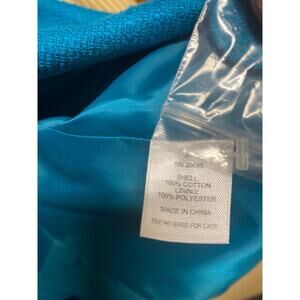 SHELL:
100% COTTON
LINING:
100% POLYESTER
MADE IN CHINA
SEE REVERSE FOR CARE